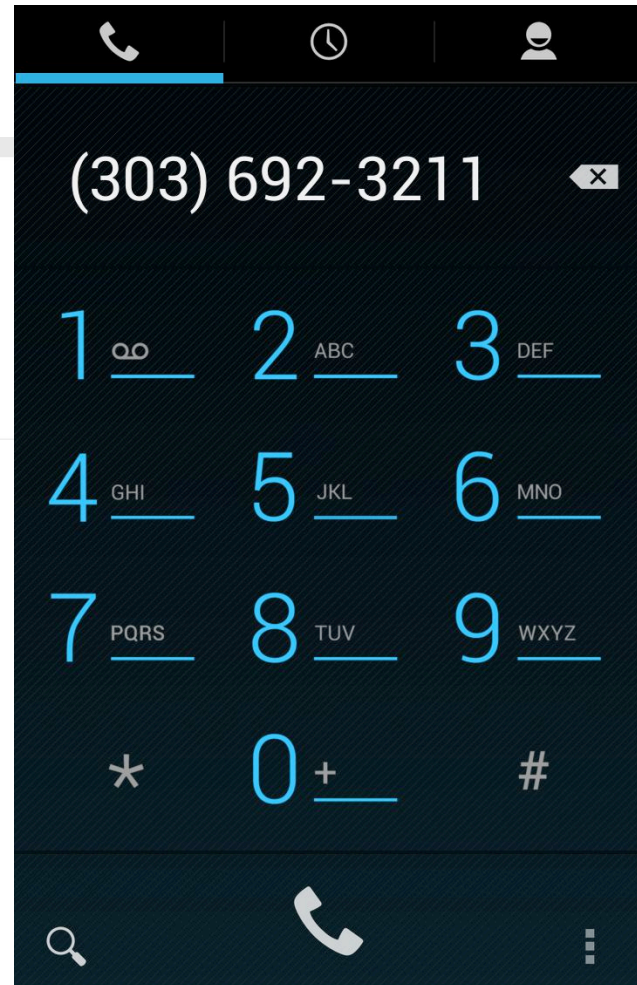 (303) 692-3211
1 2 ABC 3 DEF
4 GHI 5 JKL 6 MNO
7 PQRS 8 TUV 9 WXYZ
* 0 + #